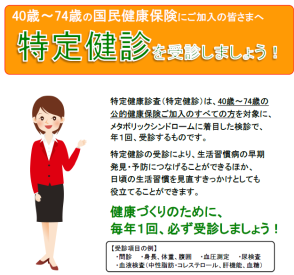 40歳～74歳の国民健康保険にご加入の皆さまへ
特定健診を受診しましょう！
特定健康診査(特定健診)は、40歳～74歳の
公的健康保険ご加入のすべての方を対象に、
メタボリックシンドロームに着目した検診で、
年1回、受診するものです。
特定健診の受診により、生活習慣病の早期
発見・予防につなげることができるほか、
日頃の生活習慣を見直すきっかけとしても
役立てることができます。
健康づくりのために、
毎年1回、必ず受診しましょう！
【受診項目の例】
・問診 ・身長、体重、腹囲 ・血圧測定 ・尿検査
・血液検査(中性脂肪・コレステロール、肝機能、血糖)